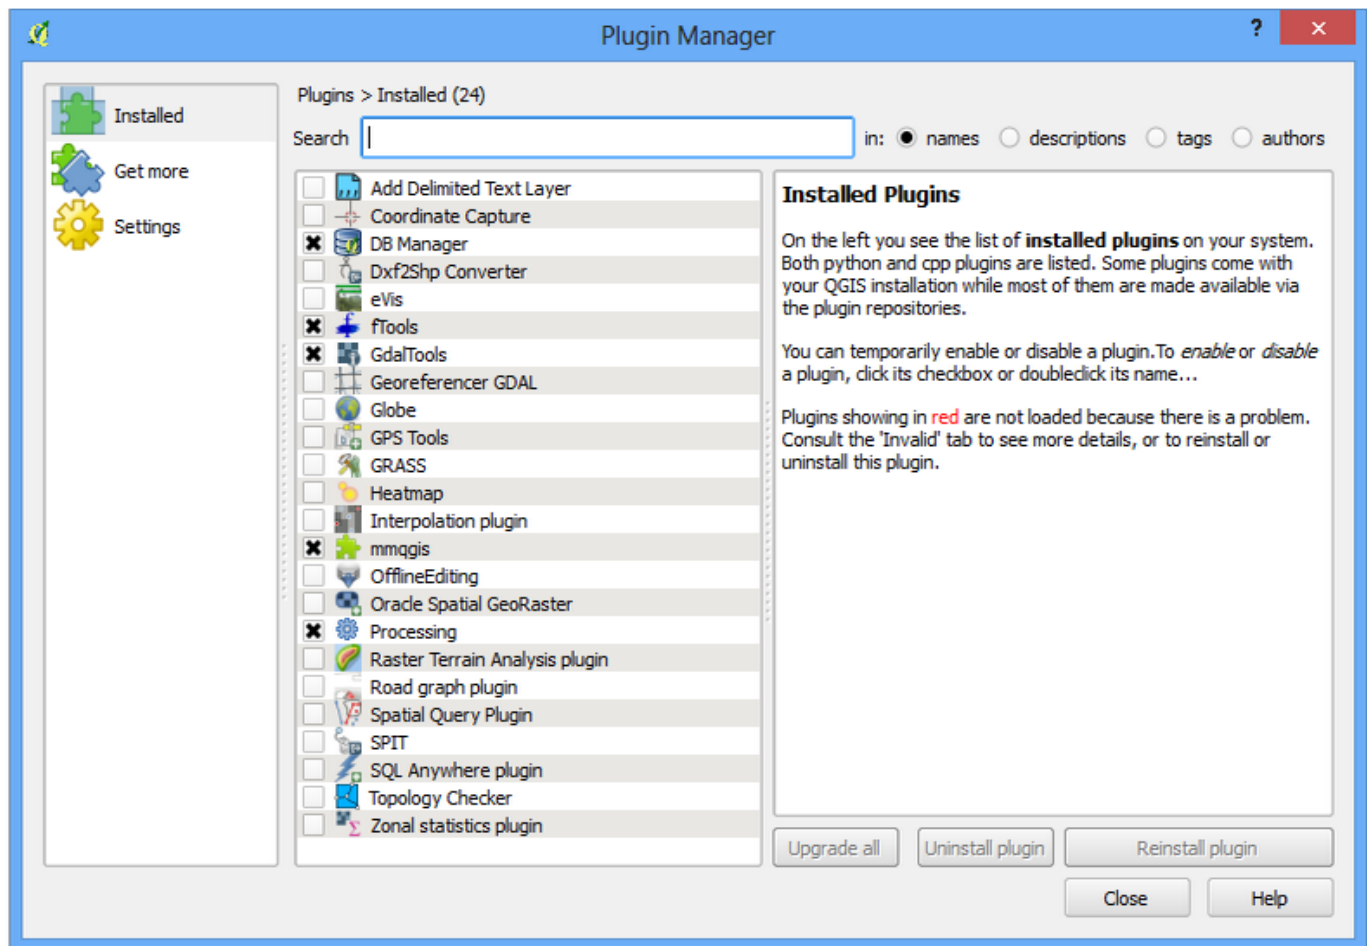 Plugin Manager
?
Installed
Get more
Settings
Plugins > Installed (24)
Search in: names descriptions tags authors
Add Delimited Text Layer
Coordinate Capture
DB Manager
Dxf2Shp Converter
eVis
fTools
GdalTools
Georeferencer GDAL
Globe
GPS Tools
GRASS
Heatmap
Interpolation plugin
mmqgis
OfflineEditing
Oracle Spatial GeoRaster
Processing
Raster Terrain Analysis plugin
Road graph plugin
Spatial Query Plugin
SPIT
SQL Anywhere plugin
Topology Checker
Zonal statistics plugin
Installed Plugins
On the left you see the list of installed plugins on your system.
Both python and cpp plugins are listed. Some plugins come with
your QGIS installation while most of them are made available via
the plugin repositories.
You can temporarily enable or disable a plugin.To enable or disable
a plugin, click its checkbox or doubleclick its name...
Plugins showing in red are not loaded because there is a problem.
Consult the 'Invalid' tab to see more details, or to reinstall or
uninstall this plugin.
Upgrade all Uninstall plugin Reinstall plugin
Close Help